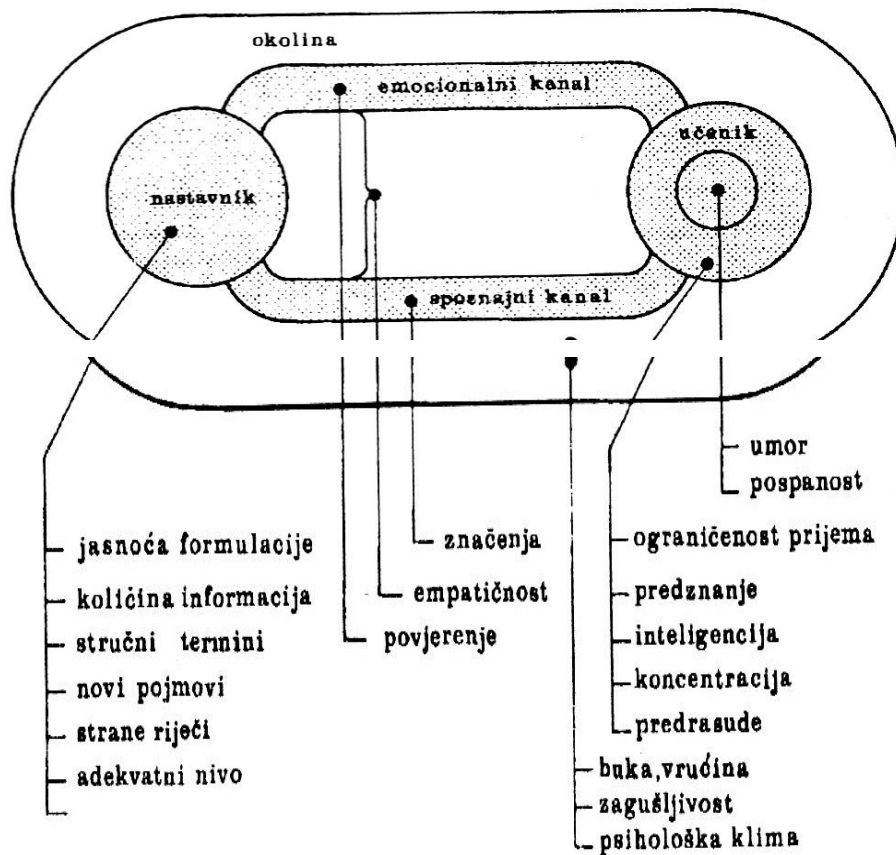 okolina
emocionalni kanal
učenik
nastavnik
spoznajni kanal
umor
pospanost
jasnoća formulacije
količina informacija
stručni termini
novi pojmovi
strane riječi
adekvatni nivo
značenja
empatičnost
povjerenje
ograničenost prijema
predznanje
inteligencija
koncentracija
predrasude
buka, vrućina
zagušljivost
psihološka klima